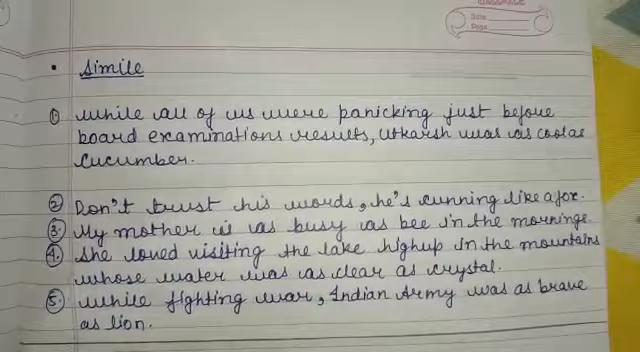 Date
Page
• Simile
① While all of us were panicking just before
board examinations results, Utkarsh was as cool as
cucumber.
② Don't trust his words, he's cunning like a fox.
③. My mother is as busy as bee in the mornings.
④. She loved visiting the lake high up in the mountains
whose water was as clear as crystal.
⑤. While fighting war, Indian Army was as brave
as lion.